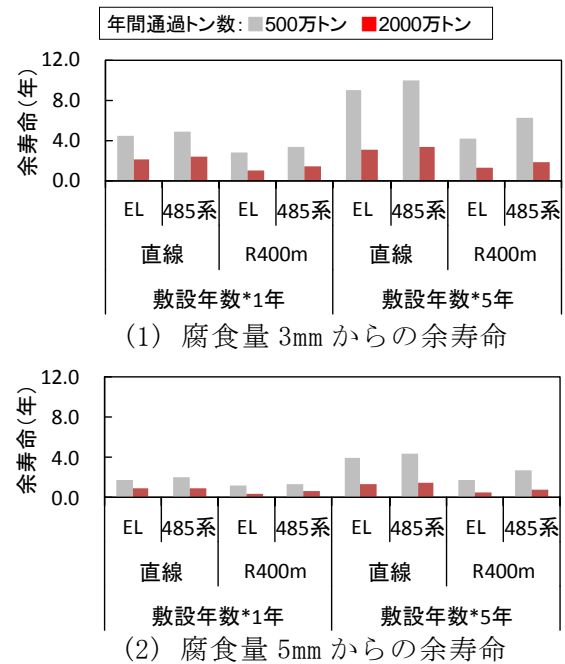 年間通過トン数: 500万トン 2000万トン
余寿命(年)
12.0
8.0
4.0
0.0
EL 485系 EL 485系 EL 485系 EL 485系
直線 R400m 直線 R400m
敷設年数*1年 敷設年数*5年
(1) 腐食量 3mm からの余寿命
余寿命(年)
12.0
8.0
4.0
0.0
EL 485系 EL 485系 EL 485系 EL 485系
直線 R400m 直線 R400m
敷設年数*1年 敷設年数*5年
(2) 腐食量 5mm からの余寿命